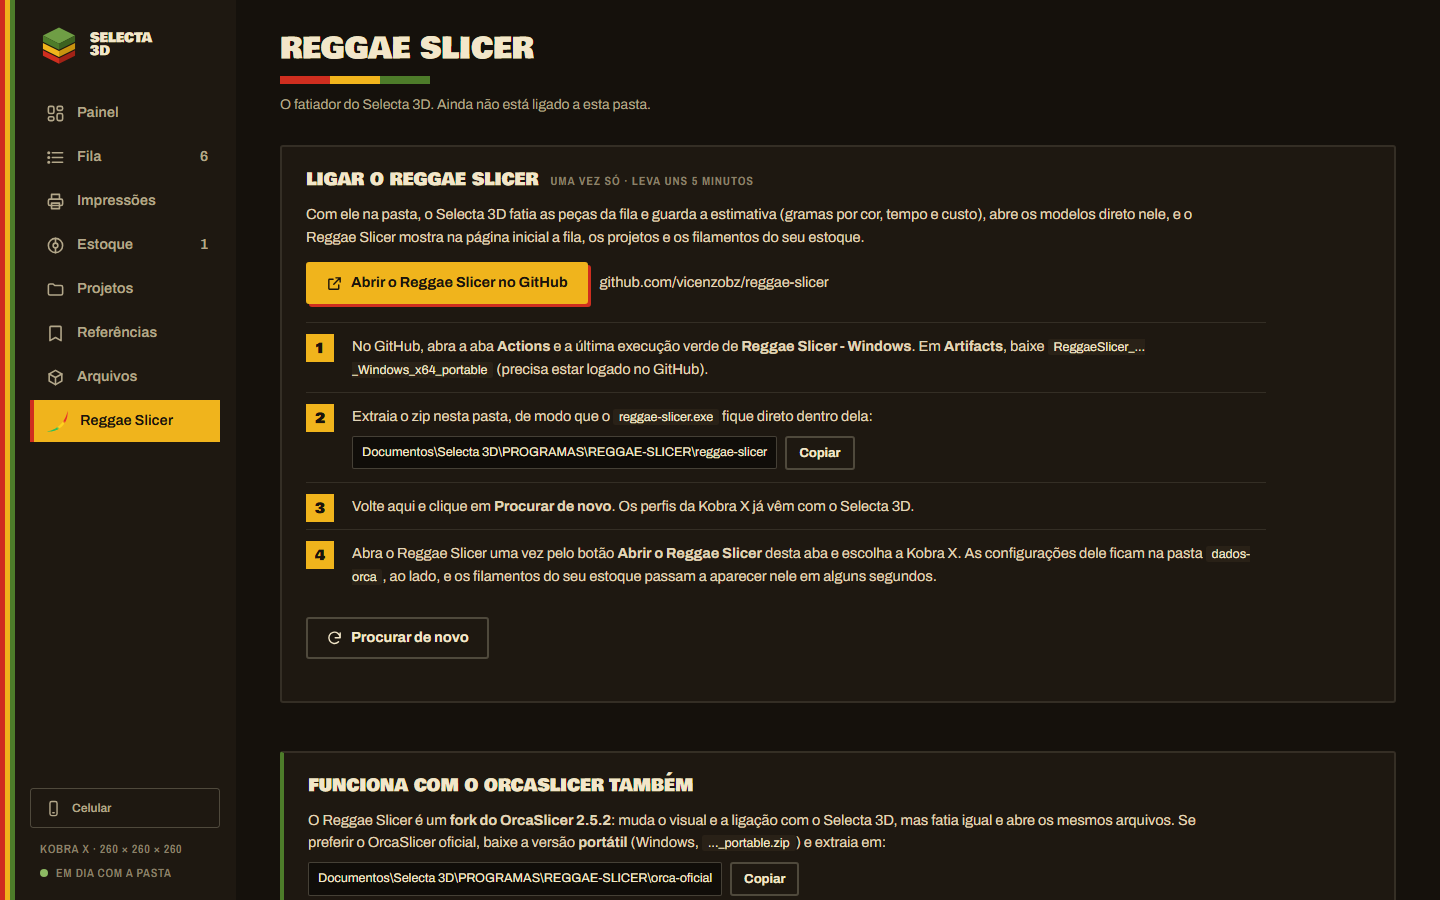 SELECTA
3D
Painel
Fila 6
Impressões
Estoque 1
Projetos
Referências
Arquivos
Reggae Slicer
Celular
KOBRA X · 260 × 260 × 260
EM DIA COM A PASTA
REGGAE SLICER
O fatiador do Selecta 3D. Ainda não está ligado a esta pasta.
LIGAR O REGGAE SLICER UMA VEZ SÓ · LEVA UNS 5 MINUTOS
Com ele na pasta, o Selecta 3D fatia as peças da fila e guarda a estimativa (gramas por cor, tempo e custo), abre os modelos direto nele, e o
Reggae Slicer mostra na página inicial a fila, os projetos e os filamentos do seu estoque.
Abrir o Reggae Slicer no GitHub github.com/vicenzobz/reggae-slicer
1 No GitHub, abra a aba Actions e a última execução verde de Reggae Slicer - Windows. Em Artifacts, baixe ReggaeSlicer_...
_Windows_x64_portable (precisa estar logado no GitHub).
2 Extraia o zip nesta pasta, de modo que o reggae-slicer.exe fique direto dentro dela:
Documentos\Selecta 3D\PROGRAMAS\REGGAE-SLICER\reggae-slicer Copiar
3 Volte aqui e clique em Procurar de novo. Os perfis da Kobra X já vêm com o Selecta 3D.
4 Abra o Reggae Slicer uma vez pelo botão Abrir o Reggae Slicer desta aba e escolha a Kobra X. As configurações dele ficam na pasta dados-
orca , ao lado, e os filamentos do seu estoque passam a aparecer nele em alguns segundos.
Procurar de novo
FUNCIONA COM O ORCASLICER TAMBÉM
O Reggae Slicer é um fork do OrcaSlicer 2.5.2: muda o visual e a ligação com o Selecta 3D, mas fatia igual e abre os mesmos arquivos. Se
preferir o OrcaSlicer oficial, baixe a versão portátil (Windows, ..._portable.zip ) e extraia em:
Documentos\Selecta 3D\PROGRAMAS\REGGAE-SLICER\orca-oficial Copiar